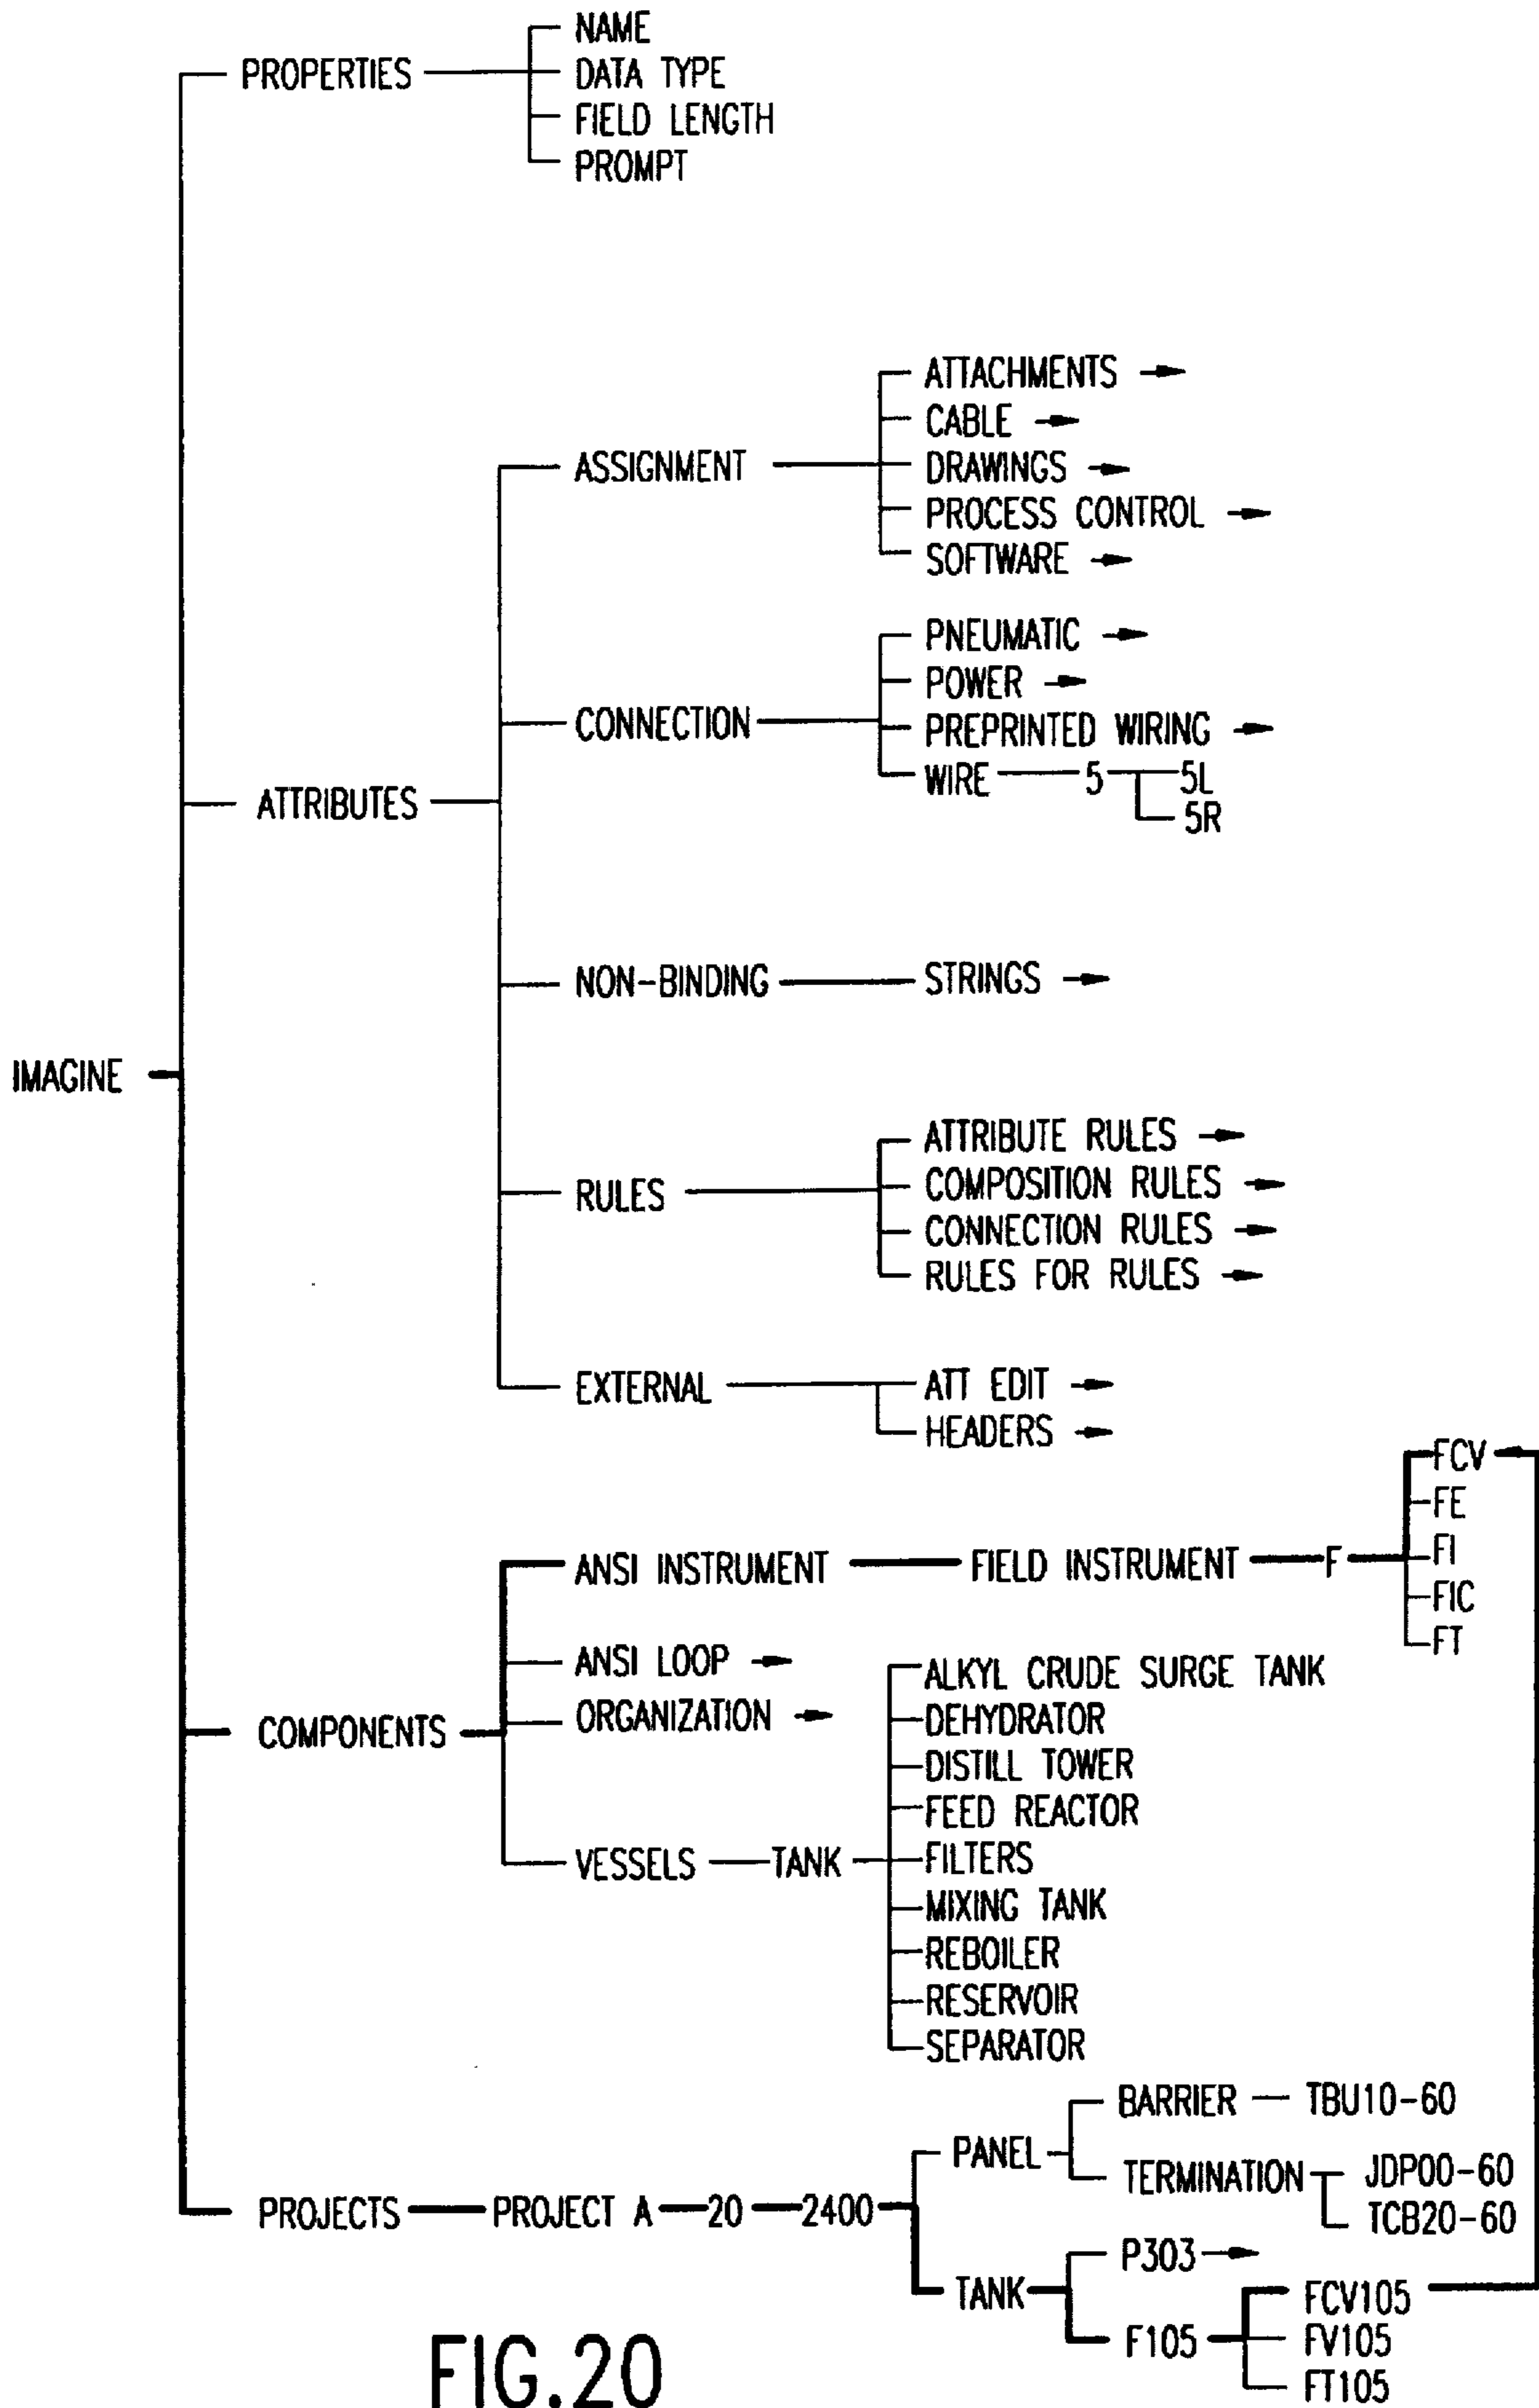 NAME
PROPERTIES
DATA TYPE
FIELD LENGTH
PROMPT
ATTACHMENTS
CABLE
ASSIGNMENT
DRAWINGS
PROCESS CONTROL
SOFTWARE
PNEUMATIC
POWER
CONNECTION
PREPRINTED WIRING
WIRE 5 5L
5R
ATTRIBUTES
NON-BINDING STRINGS
IMAGINE
ATTRIBUTE RULES
COMPOSITION RULES
RULES
CONNECTION RULES
RULES FOR RULES
EXTERNAL ATT EDIT
HEADERS
FCV
FE
ANSI INSTRUMENT FIELD INSTRUMENT F FI
FIC
FT
ANSI LOOP
ORGANIZATION
COMPONENTS
ALKYL CRUDE SURGE TANK
DEHYDRATOR
DISTILL TOWER
FEED REACTOR
VESSELS TANK FILTERS
MIXING TANK
REBOILER
RESERVOIR
SEPARATOR
BARRIER TBU10-60
PANEL
TERMINATION JDP00-60
TCB20-60
PROJECTS PROJECT A 20 2400
P303
TANK
FCV105
F105 FV105
FT105
FIG.20